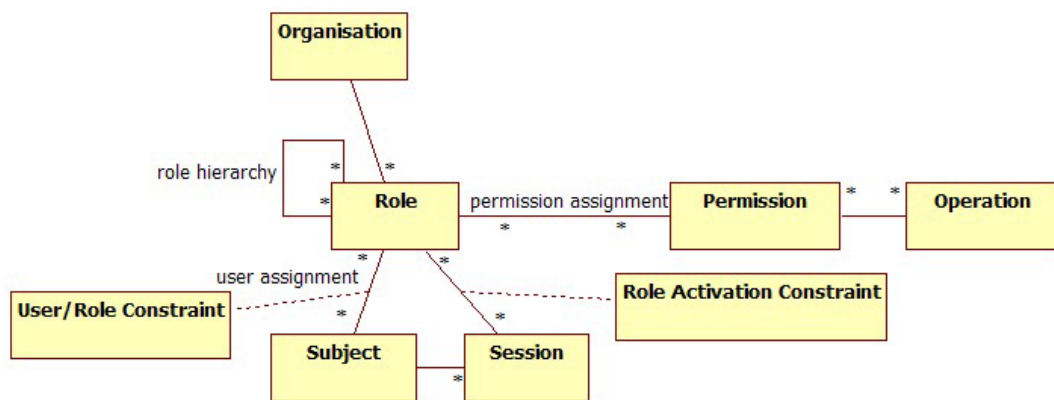 Organisation
role hierarchy
*
*
*
Role
permission assignment
*
*
Permission
*
*
Operation
*
*
user assignment
User/Role Constraint
Role Activation Constraint
*
*
Subject
*
Session